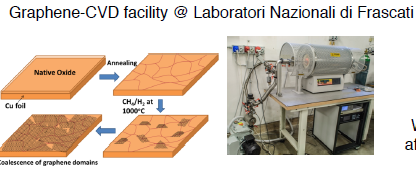 Graphene-CVD facility @ Laboratori Nazionali di Frascati
Annealing
Native Oxide
Cu foil
CH₄/H₂ at
1000°C
Coalescence of graphene domains
W
af